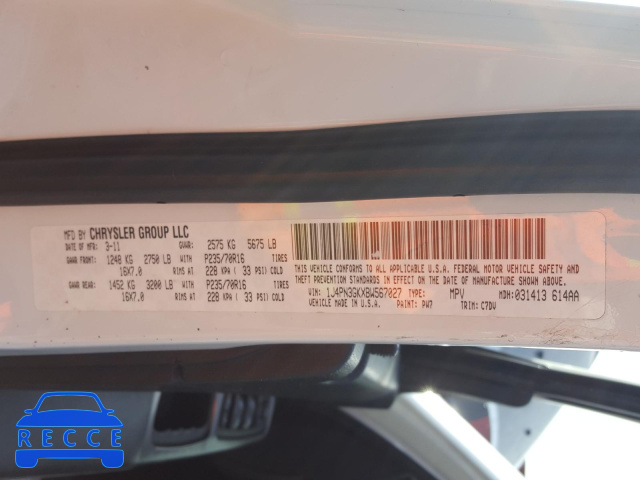 MFD BY CHRYSLER GROUP LLC
DATE OF MFR: 3-11 GVWR: 2575 KG 5675 LB
GAWR FRONT: 1248 KG 2750 LB WITH P235/70R16 TIRES
16X7.0 RIMS AT 228 KPA ( 33 PSI) COLD
GAWR REAR: 1452 KG 3200 LB WITH P235/70R16 TIRES
16X7.0 RIMS AT 228 KPA ( 33 PSI) COLD
THIS VEHICLE CONFORMS TO ALL APPLICABLE U.S.A. FEDERAL MOTOR VEHICLE SAFETY AND
THEFT PREVENTION STANDARDS IN EFFECT ON THE DATE OF MANUFACTURE SHOWN ABOVE.
VIN: 1J4PN3GKXBW567027 TYPE: MPV MDH: 031413 614AA
VEHICLE MADE IN U.S.A. PAINT: PW7 TRIM: C7DV
RECCE